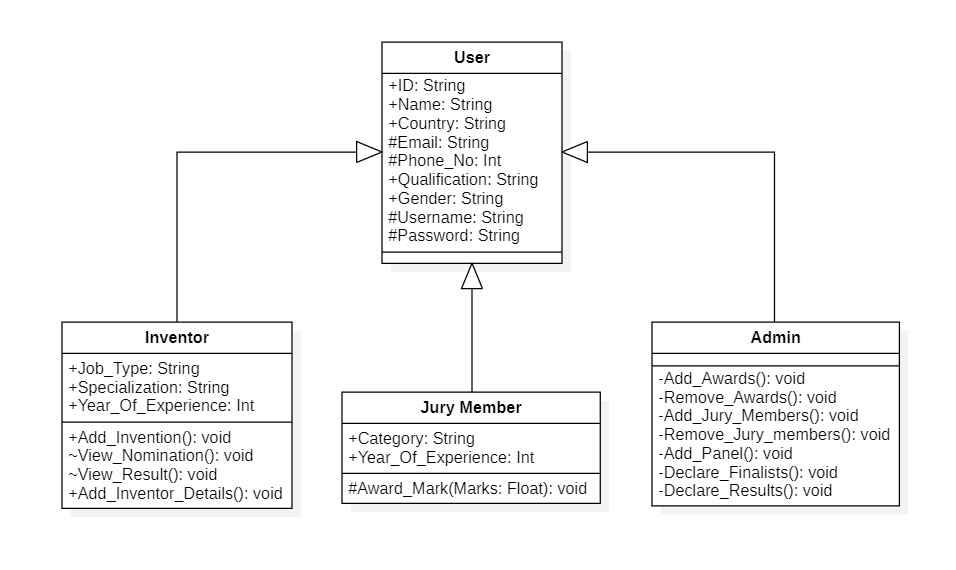 User
+ID: String
+Name: String
+Country: String
#Email: String
#Phone_No: Int
+Qualification: String
+Gender: String
#Username: String
#Password: String
Inventor
+Job_Type: String
+Specialization: String
+Year_Of_Experience: Int
+Add_Invention(): void
~View_Nomination(): void
~View_Result(): void
+Add_Inventor_Details(): void
Jury Member
+Category: String
+Year_Of_Experience: Int
#Award_Mark(Marks: Float): void
Admin
-Add_Awards(): void
-Remove_Awards(): void
-Add_Jury_Members(): void
-Remove_Jury_members(): void
-Add_Panel(): void
-Declare_Finalists(): void
-Declare_Results(): void